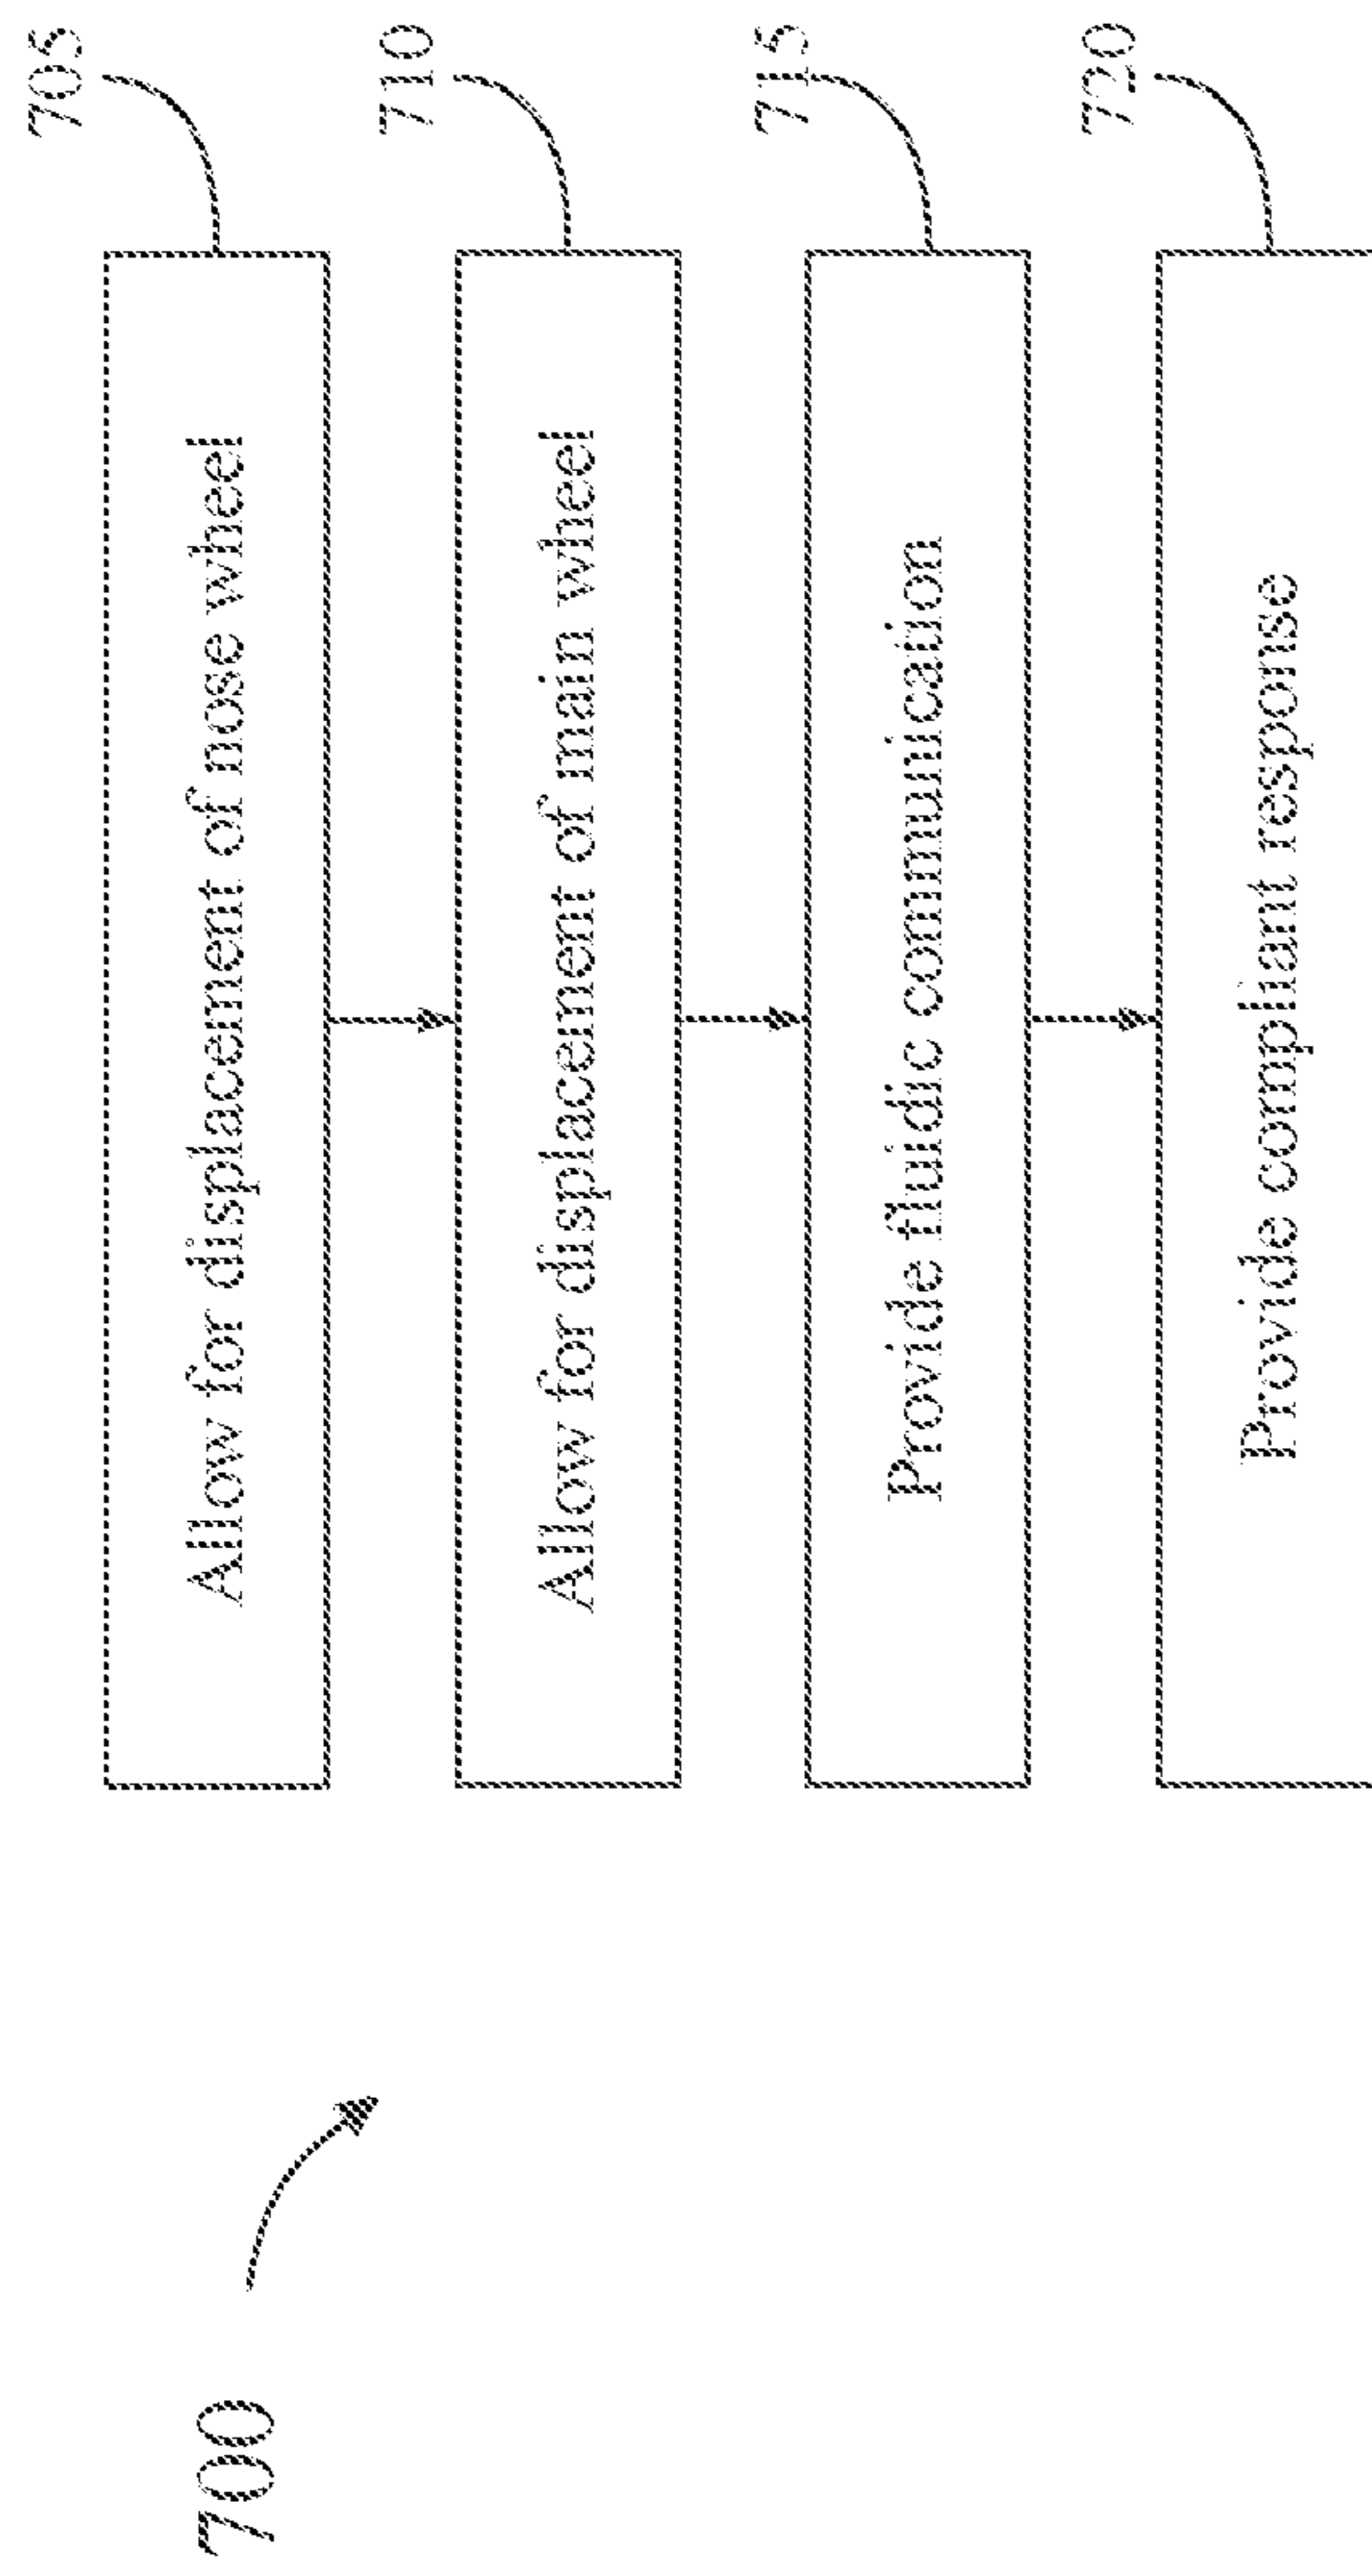 700
705
Allow for displacement of nose wheel
710
Allow for displacement of main wheel
715
Provide fluidic communication
720
Provide compliant response